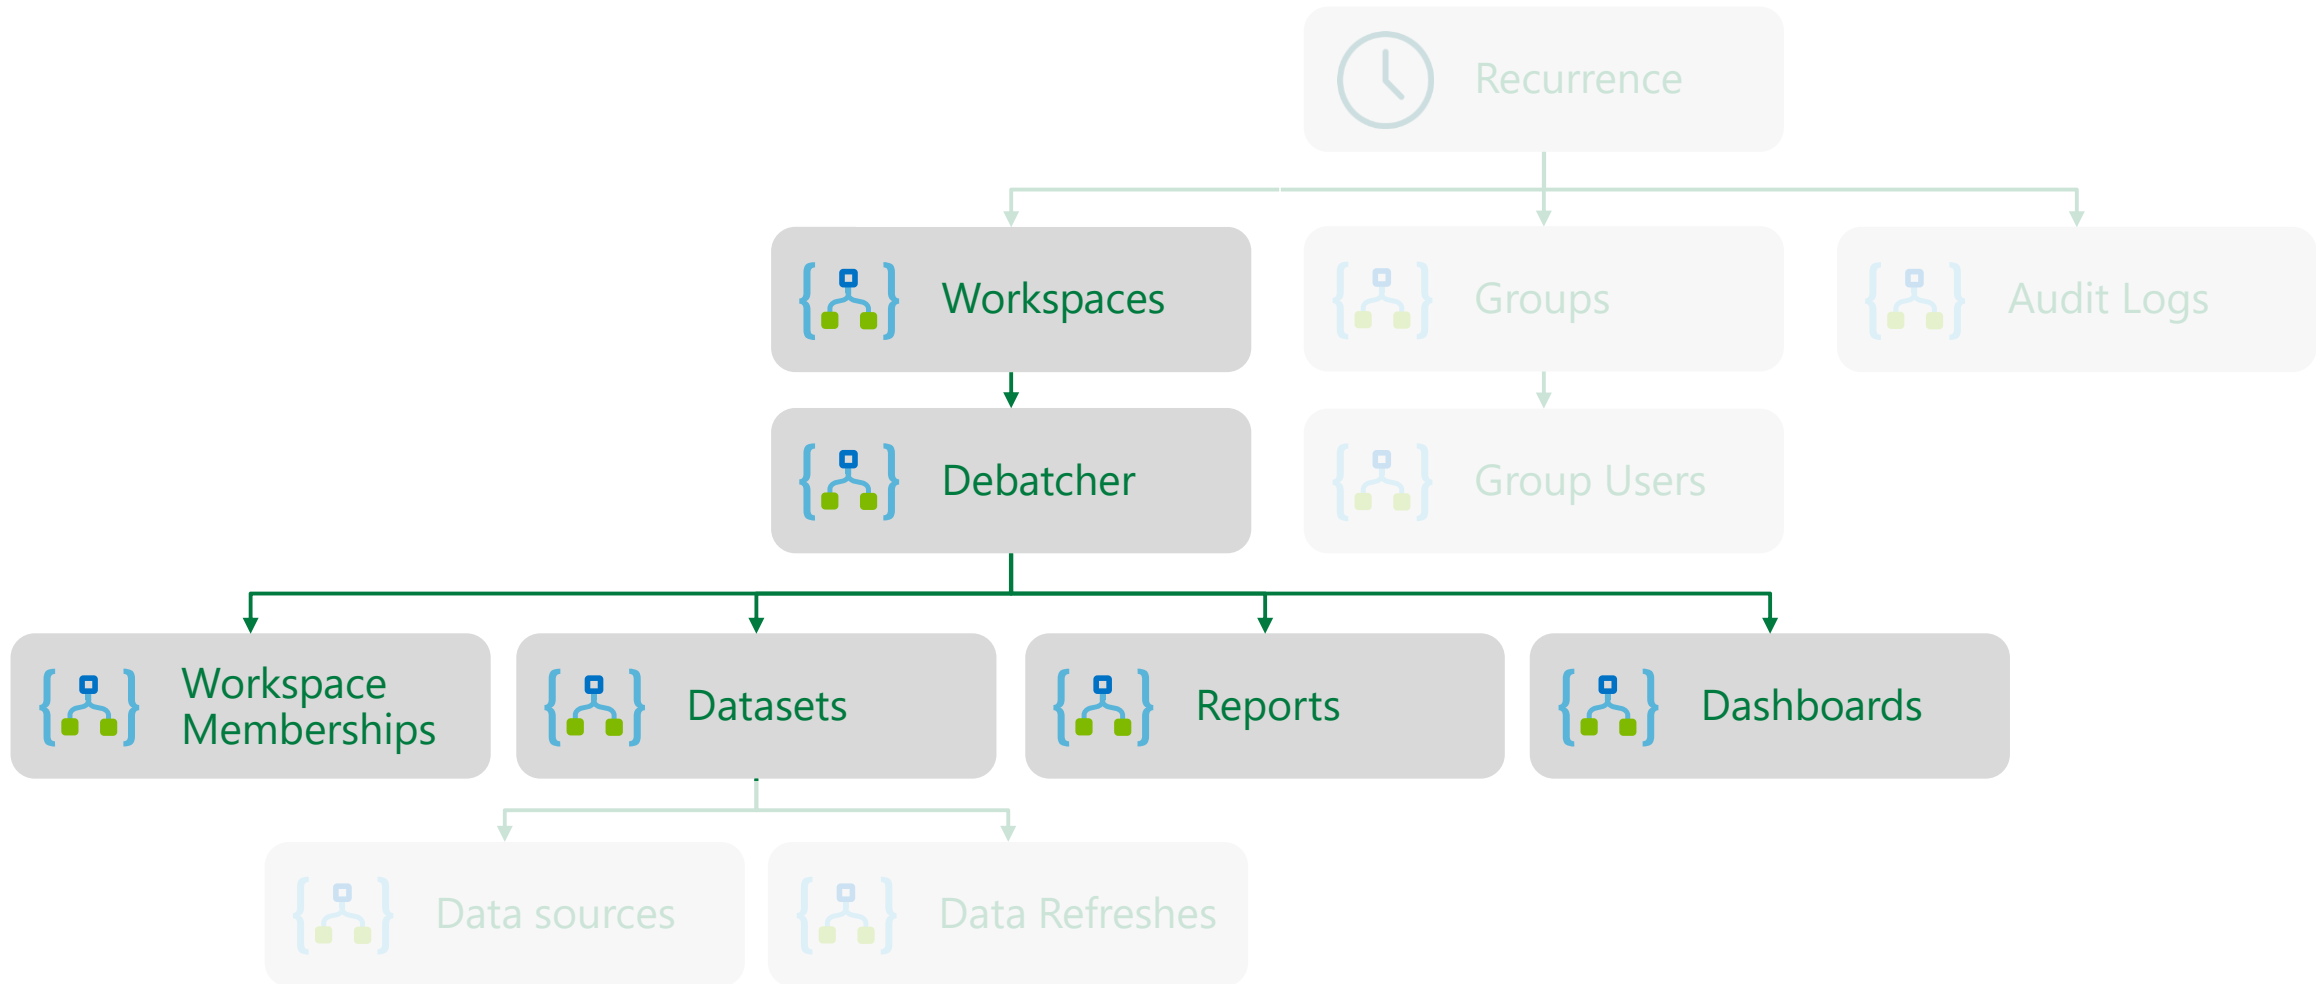 Recurrence
Workspaces
Groups
Audit Logs
Debatcher
Group Users
Workspace
Memberships
Datasets
Reports
Dashboards
Data sources
Data Refreshes